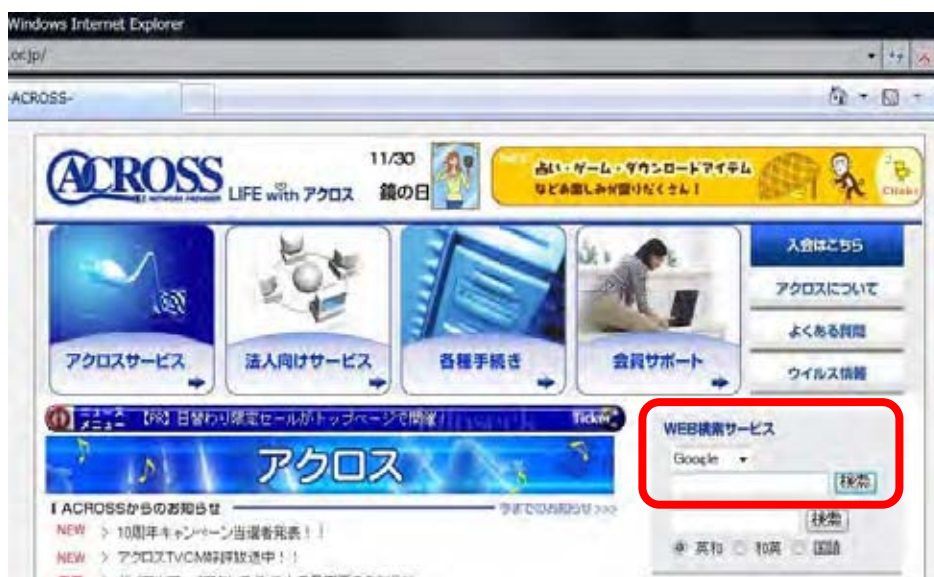 Windows Internet Explorer
.or.jp/
-ACROSS-
ACROSS
LIFE with アクロス
11/30
鏡の日
占い・ゲーム・ダウンロードアイテム
などお楽しみが盛りだくさん！
Click!
アクロスサービス
法人向けサービス
各種手続き
会員サポート
入会はこちら
アクロスについて
よくある質問
ウイルス情報
ニュース
メニュー
【PR】日替わり限定セールがトップページで開催！
Ticker
アクロス
ACROSSからのお知らせ
今までのお知らせ >>>
NEW > 10周年キャンペーン当選者発表！！
NEW > アクロスTVCM好評放送中！！
WEB検索サービス
Google
検索
検索
英和 和英 国語